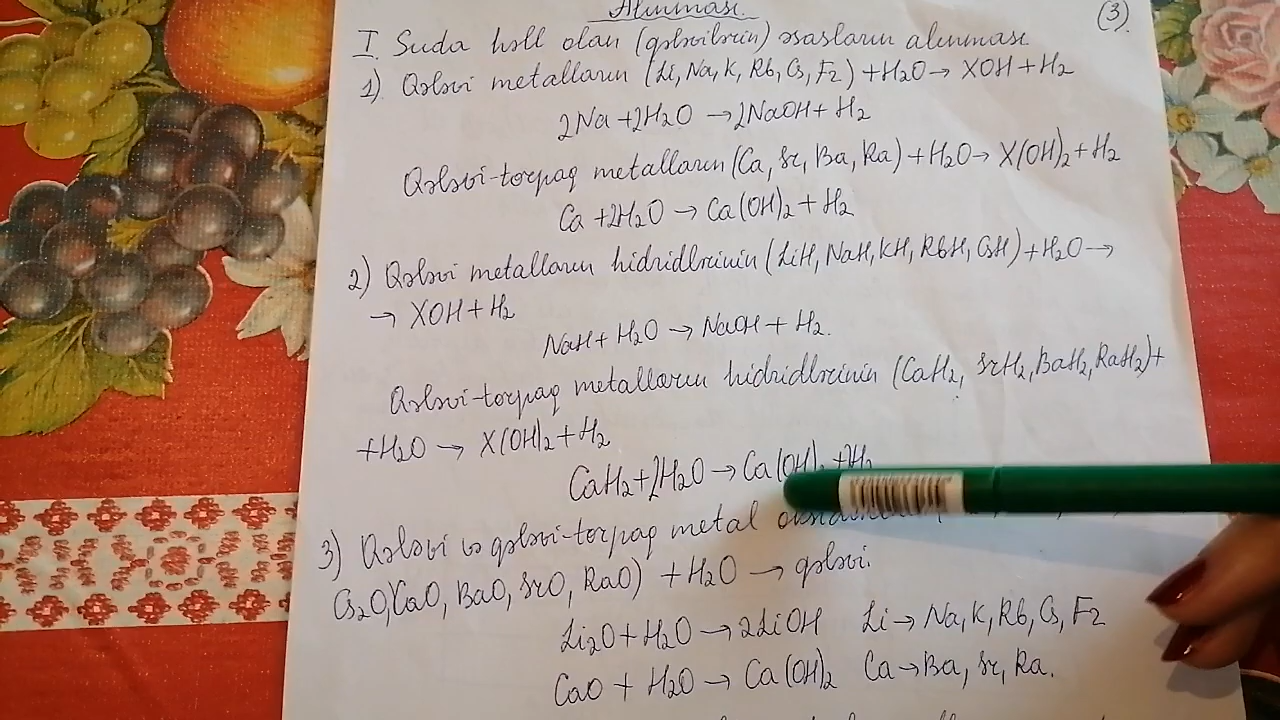 Alınması.
(3).
I. Suda həll olan (qələvilərin) əsasların alınması.
1) Qələvi metalların (Li, Na, K, Rb, Cs, Fz) + H₂O → XOH + H₂
2Na + 2H₂O → 2NaOH + H₂
Qələvi-torpaq metalların (Ca, Sr, Ba, Ra) + H₂O → X(OH)₂ + H₂
Ca + 2H₂O → Ca(OH)₂ + H₂
2) Qələvi metalların hidridlərinin (LiH, NaH, KH, RbH, CsH) + H₂O →
→ XOH + H₂
NaH + H₂O → NaOH + H₂.
Qələvi-torpaq metalların hidridlərinin (CaH₂, SrH₂, BaH₂, RaH₂) +
+ H₂O → X(OH)₂ + H₂
CaH₂ + 2H₂O → Ca(OH)₂ + 2H₂
3) Qələvi və qələvi-torpaq metal
Cs₂O) (CaO, BaO, SrO, RaO) + H₂O → qələvi.
Li₂O + H₂O → 2LiOH Li → Na, K, Rb, Cs, Fz
CaO + H₂O → Ca(OH)₂ Ca → Ba, Sr, Ra.